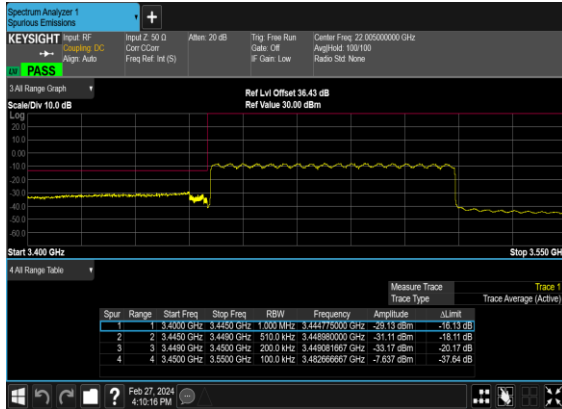 Spectrum Analyzer 1
Spurious Emissions
+
KEYSIGHT Input: RF Input Z: 50 Ω Atten: 20 dB Trig: Free Run Center Freq: 22.005000000 GHz
Coupling: DC Corr CCorr Gate: Off Avg|Hold: 100/100
Align: Auto Freq Ref: Int (S) IF Gain: Low Radio Std: None
PASS
3 All Range Graph Ref Lvl Offset 36.43 dB
Scale/Div 10.0 dB Ref Value 30.00 dBm
Log
20.0
10.0
0.00
-10.0
-20.0
-30.0
-40.0
-50.0
-60.0
Start 3.400 GHz Stop 3.550 GH
4 All Range Table
Measure Trace Trace 1
Trace Type Trace Average (Active)
Spur Range Start Freq Stop Freq RBW Frequency Amplitude ΔLimit
1 1 3.4000 GHz 3.4450 GHz 1.000 MHz 3.444775000 GHz -29.13 dBm -16.13 dB
2 2 3.4450 GHz 3.4490 GHz 510.0 kHz 3.448980000 GHz -31.11 dBm -18.11 dB
3 3 3.4490 GHz 3.4500 GHz 200.0 kHz 3.449081667 GHz -33.17 dBm -20.17 dB
4 4 3.4500 GHz 3.5500 GHz 100.0 kHz 3.482666667 GHz -7.637 dBm -37.64 dB
? Feb 27, 2024
4:10:16 PM